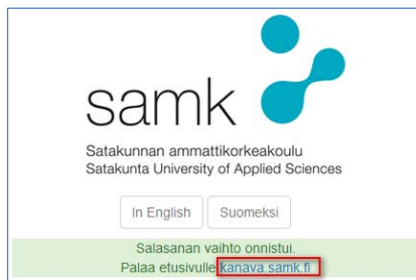 samk
Satakunnan ammattikorkeakoulu
Satakunta University of Applied Sciences
In English Suomeksi
Salasanan vaihto onnistui.
Palaa etusivulle kanava.samk.fi